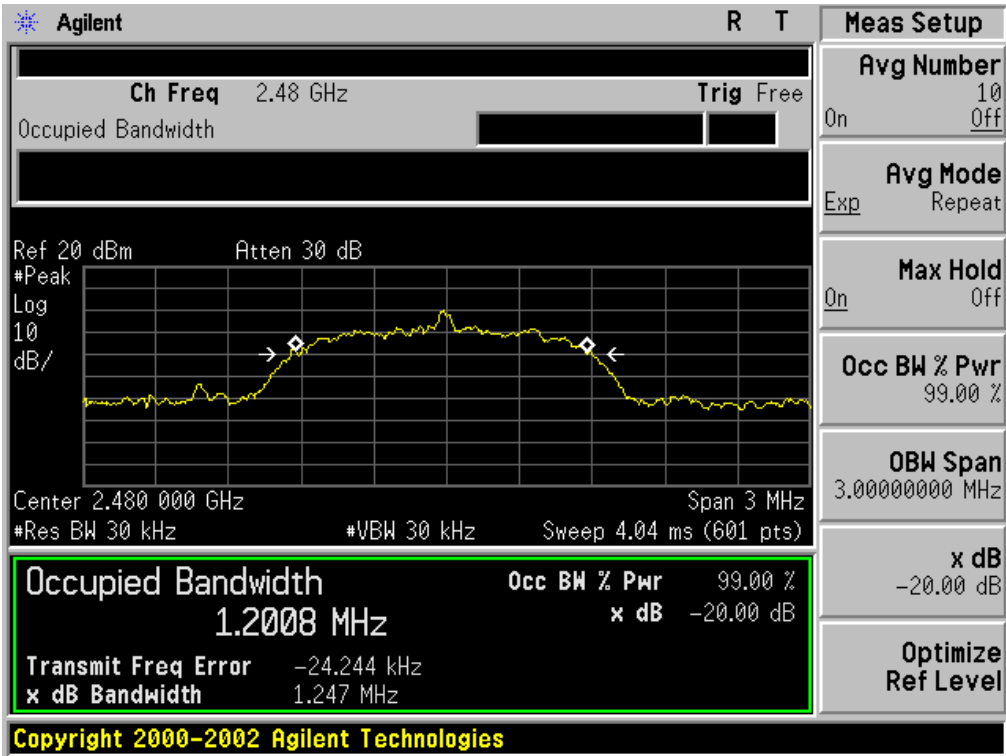 Agilent R T
Ch Freq 2.48 GHz Trig Free
Occupied Bandwidth
Ref 20 dBm Atten 30 dB
#Peak
Log
10
dB/
Center 2.480 000 GHz Span 3 MHz
#Res BW 30 kHz #VBW 30 kHz Sweep 4.04 ms (601 pts)
Occupied Bandwidth Occ BW % Pwr 99.00 %
1.2008 MHz x dB -20.00 dB
Transmit Freq Error -24.244 kHz
x dB Bandwidth 1.247 MHz
Copyright 2000-2002 Agilent Technologies
Meas Setup
Avg Number
10
On Off
Avg Mode
Exp Repeat
Max Hold
On Off
Occ BW % Pwr
99.00 %
OBW Span
3.00000000 MHz
x dB
-20.00 dB
Optimize
Ref Level